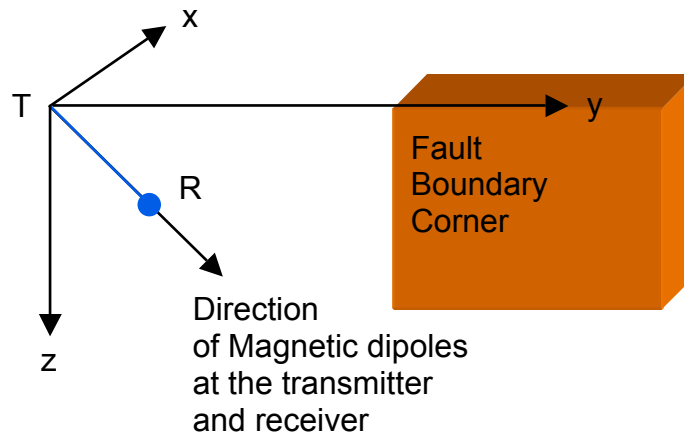 x
T
y
Fault
Boundary
Corner
R
Direction
of Magnetic dipoles
at the transmitter
and receiver
z